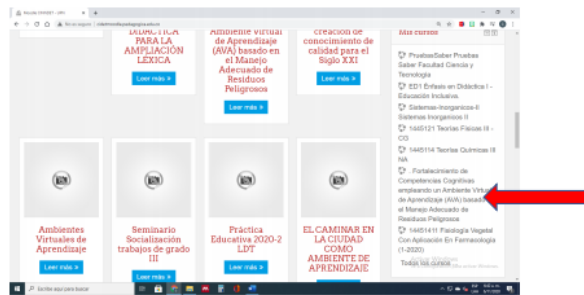 DIDÁCTICA
PARA LA
AMPLIACIÓN
LÉXICA
Leer más »
Ambiente Virtual
de Aprendizaje
(AVA) basado en
el Manejo
Adecuado de
Residuos
Peligrosos
Leer más »
creación de
conocimiento de
calidad para el
Siglo XXI
Leer más »
Ambientes
Virtuales de
Aprendizaje
Leer más »
Seminario
Socialización
trabajos de grado
III
Leer más »
Práctica
Educativa 2020-2
LDT
Leer más »
EL CAMINAR EN
LA CIUDAD
COMO
AMBIENTE DE
APRENDIZAJE
Mis cursos
PruebasSaber Pruebas
Saber Facultad Ciencia y
Tecnología
ED1 Énfasis en Didáctica I -
Educación Inclusiva.
Sistemas-Inorganicos-II
Sistemas Inorganicos II
1445121 Teorías Físicas III -
CG
1445114 Teorías Químicas III
NA
. Fortalecimiento de
Competencias Cognitivas
empleando un Ambiente Virtual
de Aprendizaje (AVA) basado
el Manejo Adecuado de
Residuos Peligrosos
14451411 Fisiología Vegetal
Con Aplicación En Farmacología
(1-2020)
Todos los cursos
Escribe aquí para buscar